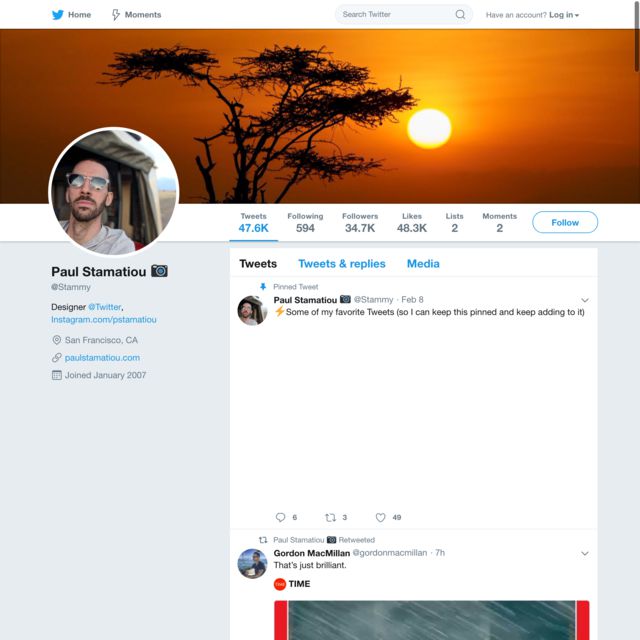 Home
Moments
Search Twitter
Have an account? Log in
Tweets
47.6K
Following
594
Followers
34.7K
Likes
48.3K
Lists
2
Moments
2
Follow
Paul Stamatiou
@Stammy
Designer @Twitter,
Instagram.com/pstamatiou
San Francisco, CA
paulstamatiou.com
Joined January 2007
Tweets
Tweets & replies
Media
Pinned Tweet
Paul Stamatiou @Stammy · Feb 8
⚡Some of my favorite Tweets (so I can keep this pinned and keep adding to it)
6
3
49
Paul Stamatiou Retweeted
Gordon MacMillan @gordonmacmillan · 7h
That's just brilliant.
TIME